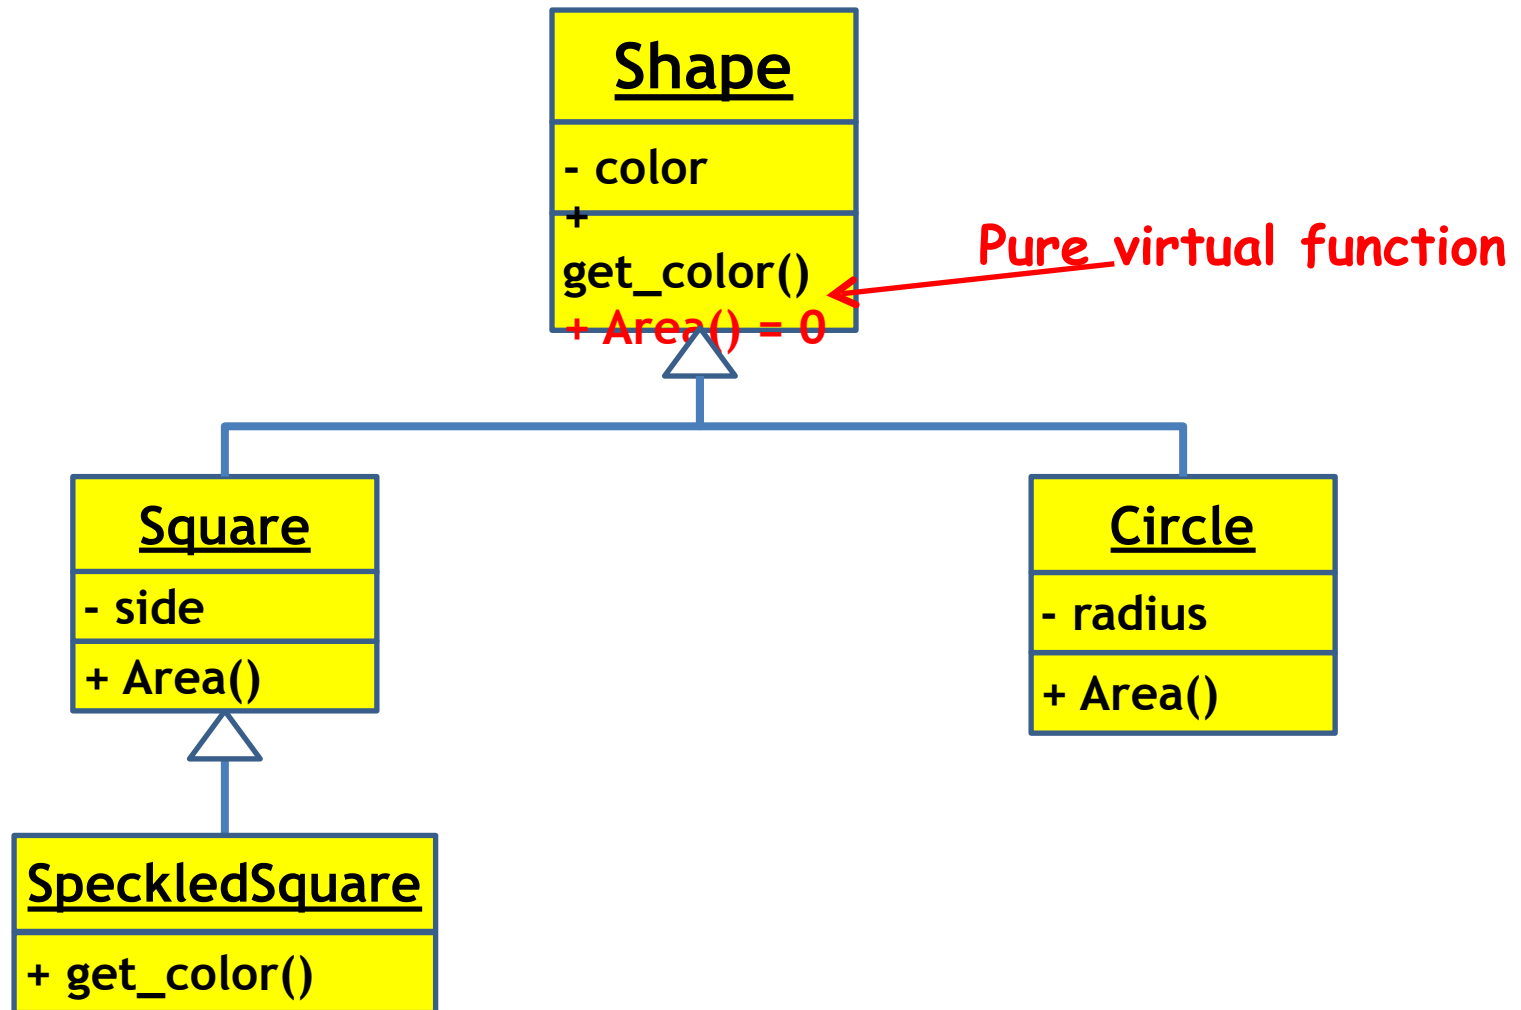 Shape
- color
+
get_color()
+ Area() = 0
Pure virtual function
Square
- side
+ Area()
Circle
- radius
+ Area()
SpeckledSquare
+ get_color()